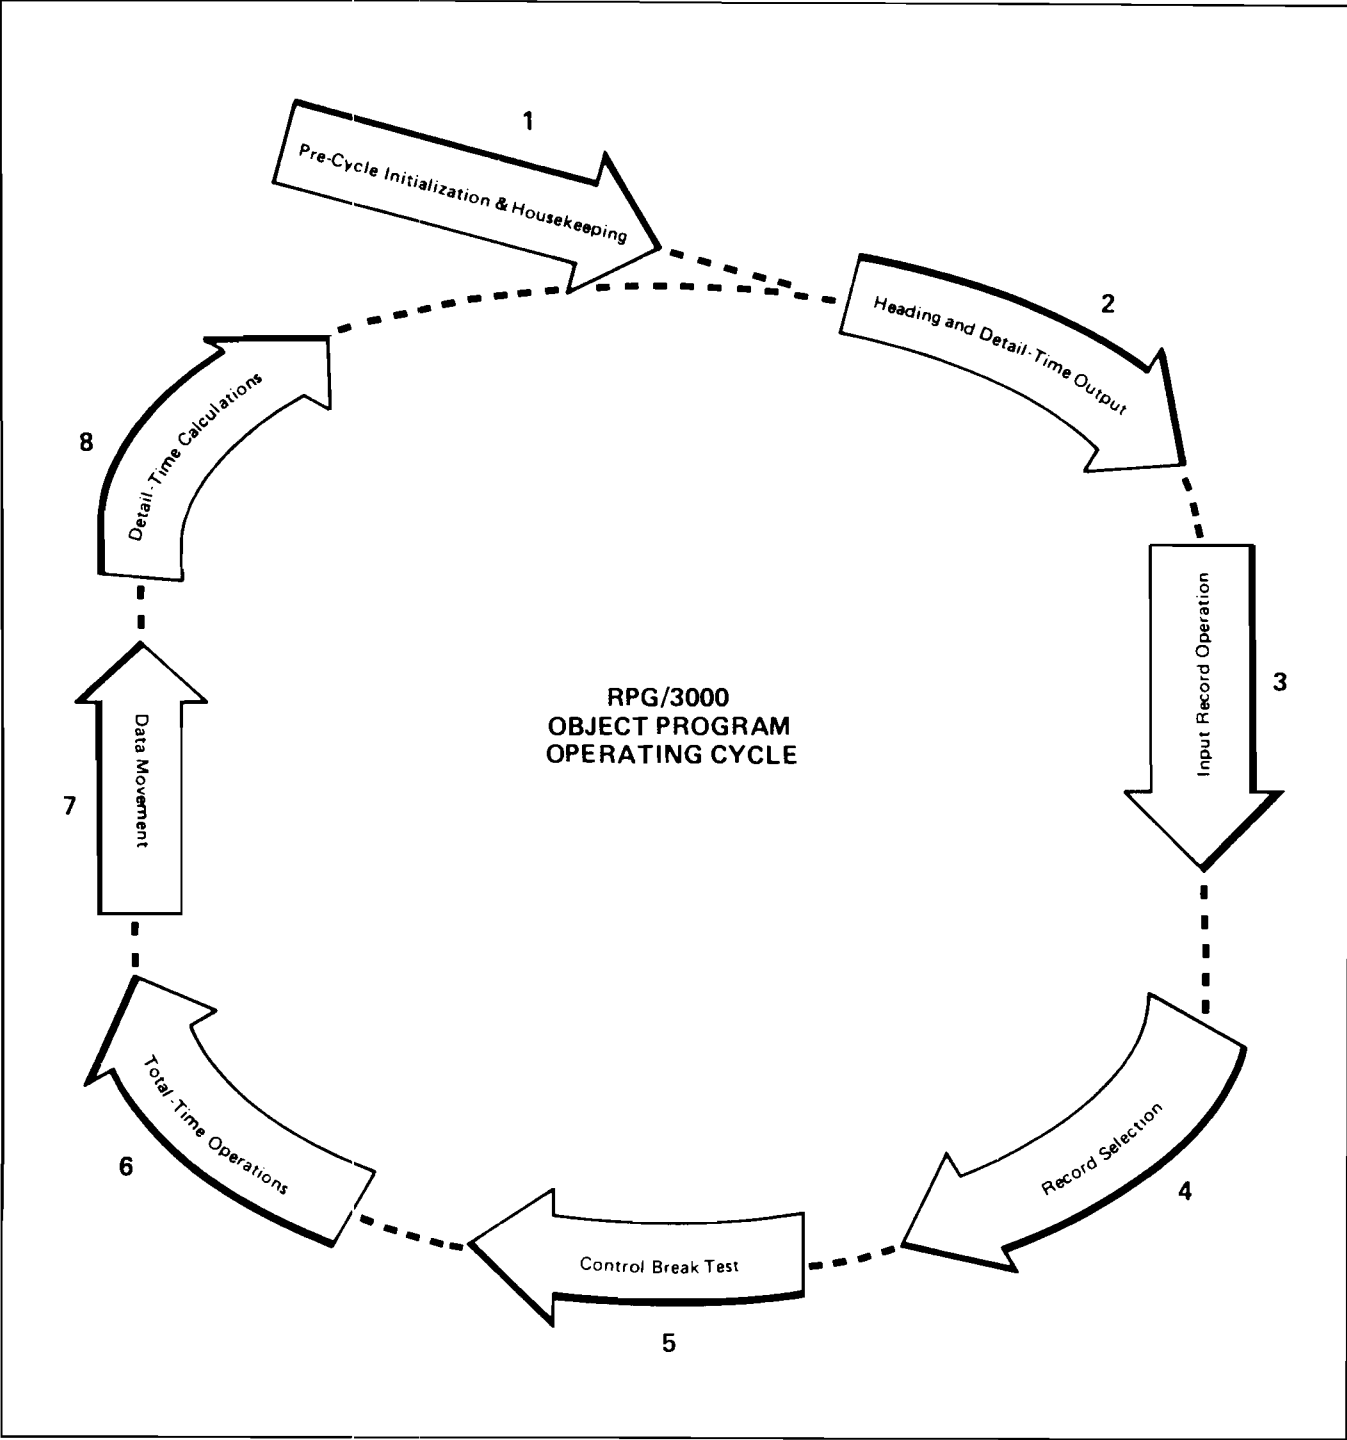 1
Pre-Cycle Initialization & Housekeeping
2
Heading and Detail-Time Output
3
Input Record Operation
4
Record Selection
5
Control Break Test
6
Total-Time Operations
7
Data Movement
8
Detail-Time Calculations
RPG/3000
OBJECT PROGRAM
OPERATING CYCLE